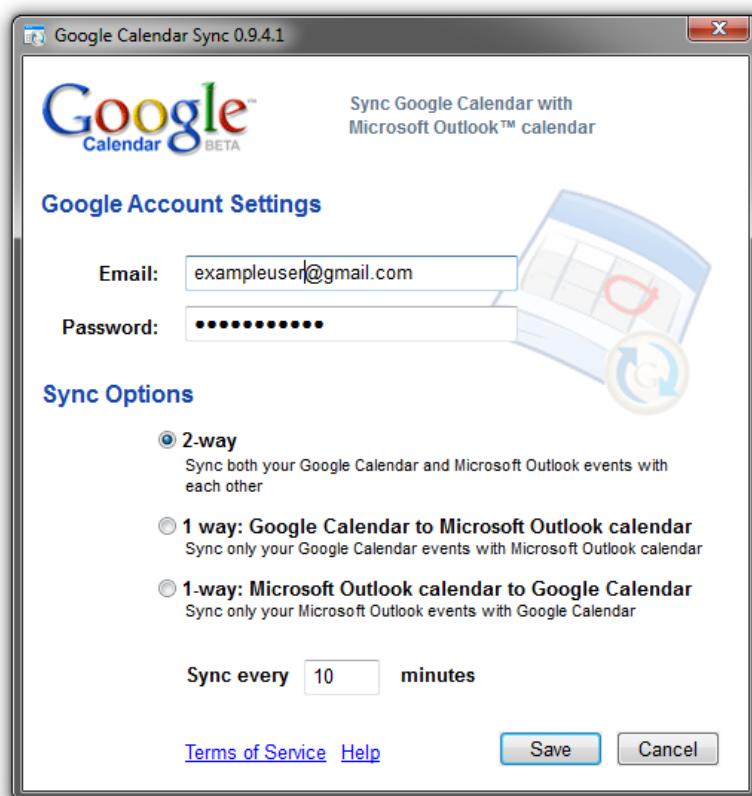 Google Calendar Sync 0.9.4.1
Google™
Calendar BETA
Sync Google Calendar with
Microsoft Outlook™ calendar
Google Account Settings
Email: exampleuser@gmail.com
Password: •••••••••••
Sync Options
2-way
Sync both your Google Calendar and Microsoft Outlook events with
each other
1 way: Google Calendar to Microsoft Outlook calendar
Sync only your Google Calendar events with Microsoft Outlook calendar
1-way: Microsoft Outlook calendar to Google Calendar
Sync only your Microsoft Outlook events with Google Calendar
Sync every 10 minutes
Terms of Service Help Save Cancel